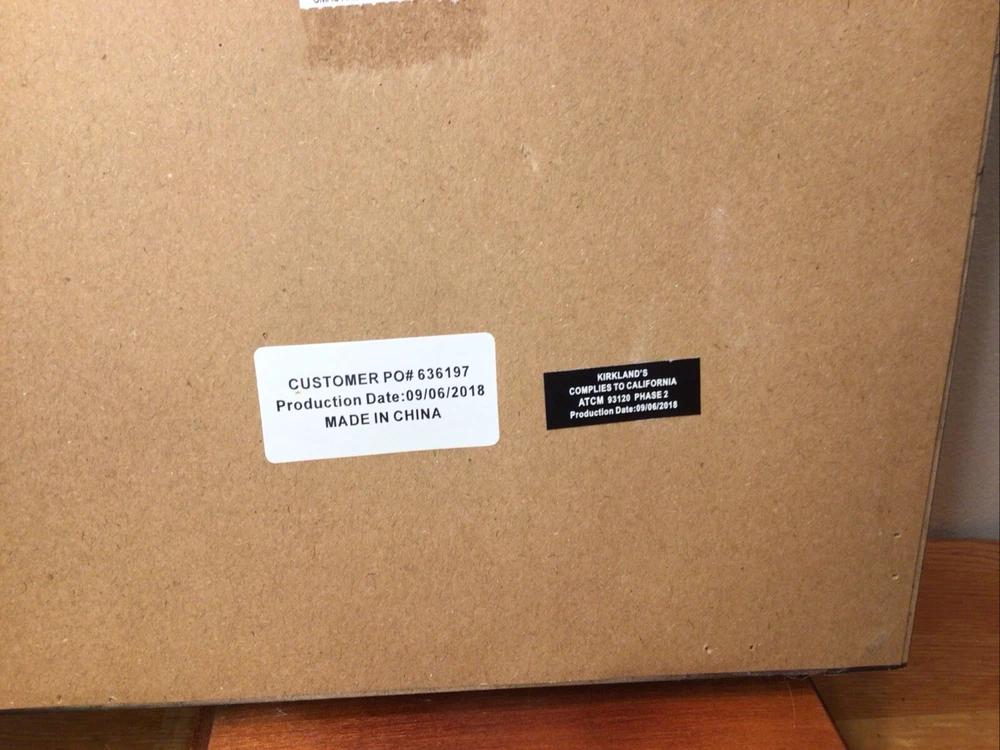 CUSTOMER PO# 636197
Production Date:09/06/2018
MADE IN CHINA
KIRKLAND'S
COMPLIES TO CALIFORNIA
ATCM 93120 PHASE 2
Production Date:09/06/2018